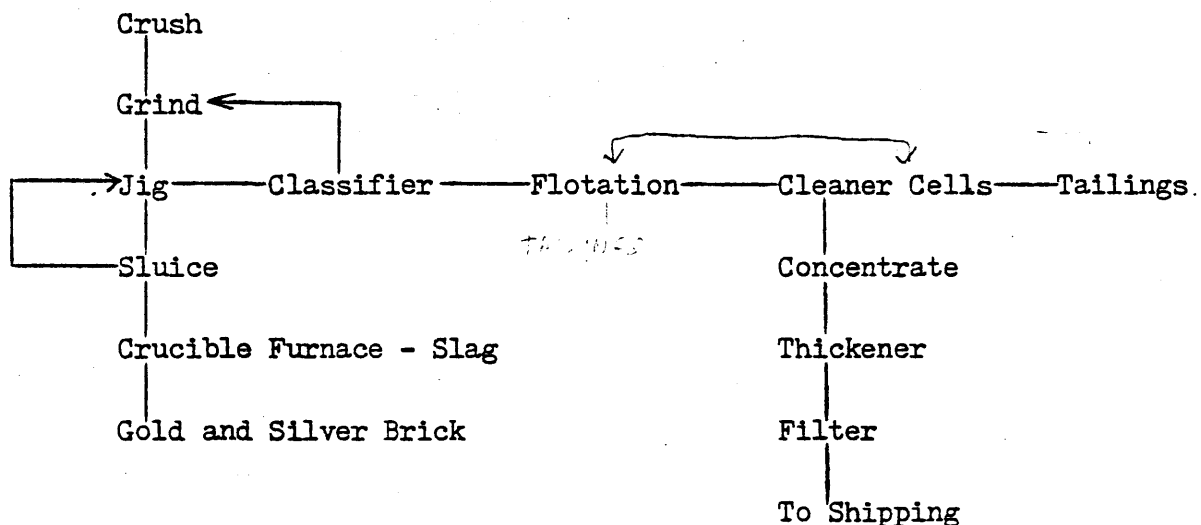 Crush
Grind
Jig Classifier Flotation Cleaner Cells Tailings.
Sluice Concentrate
Crucible Furnace - Slag Thickener
Gold and Silver Brick Filter
To Shipping